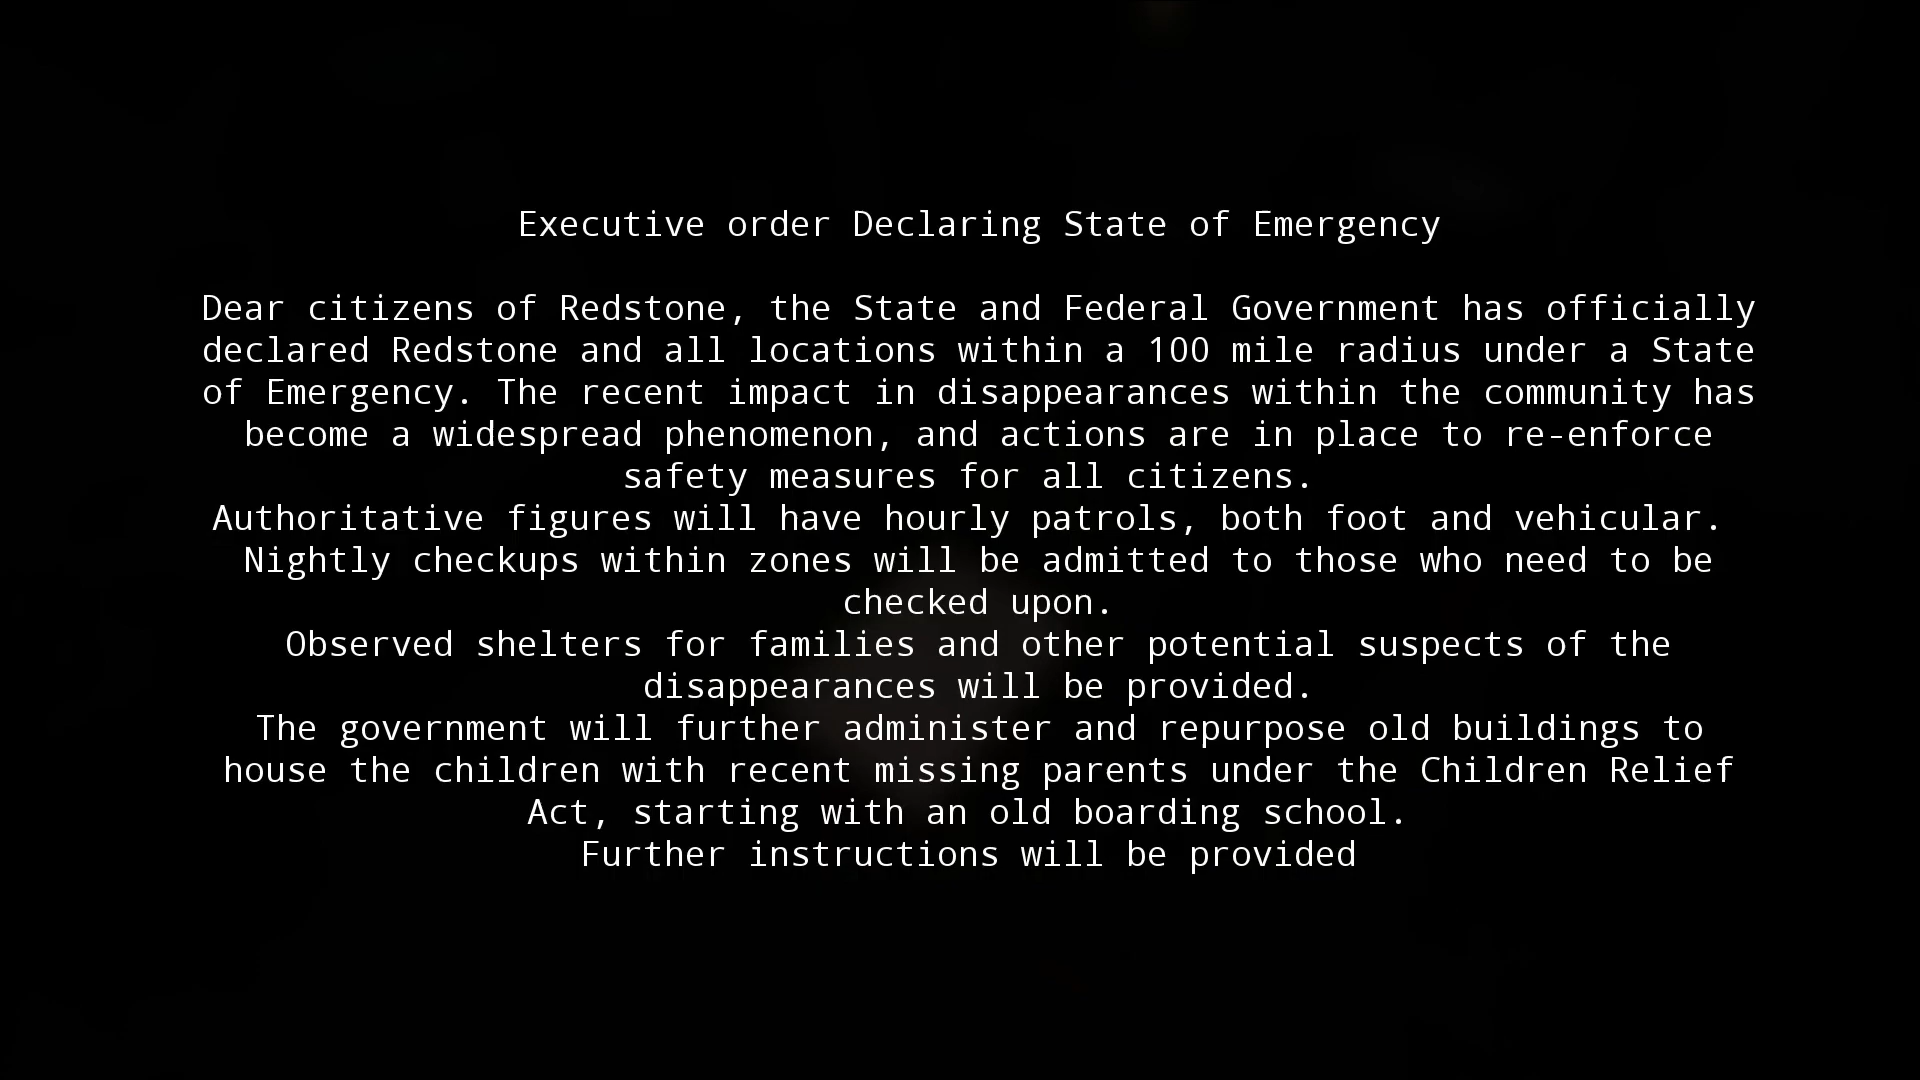 Executive order Declaring State of Emergency
Dear citizens of Redstone, the State and Federal Government has officially
declared Redstone and all locations within a 100 mile radius under a State
of Emergency. The recent impact in disappearances within the community has
become a widespread phenomenon, and actions are in place to re-enforce
safety measures for all citizens.
Authoritative figures will have hourly patrols, both foot and vehicular.
Nightly checkups within zones will be admitted to those who need to be
checked upon.
Observed shelters for families and other potential suspects of the
disappearances will be provided.
The government will further administer and repurpose old buildings to
house the children with recent missing parents under the Children Relief
Act, starting with an old boarding school.
Further instructions will be provided